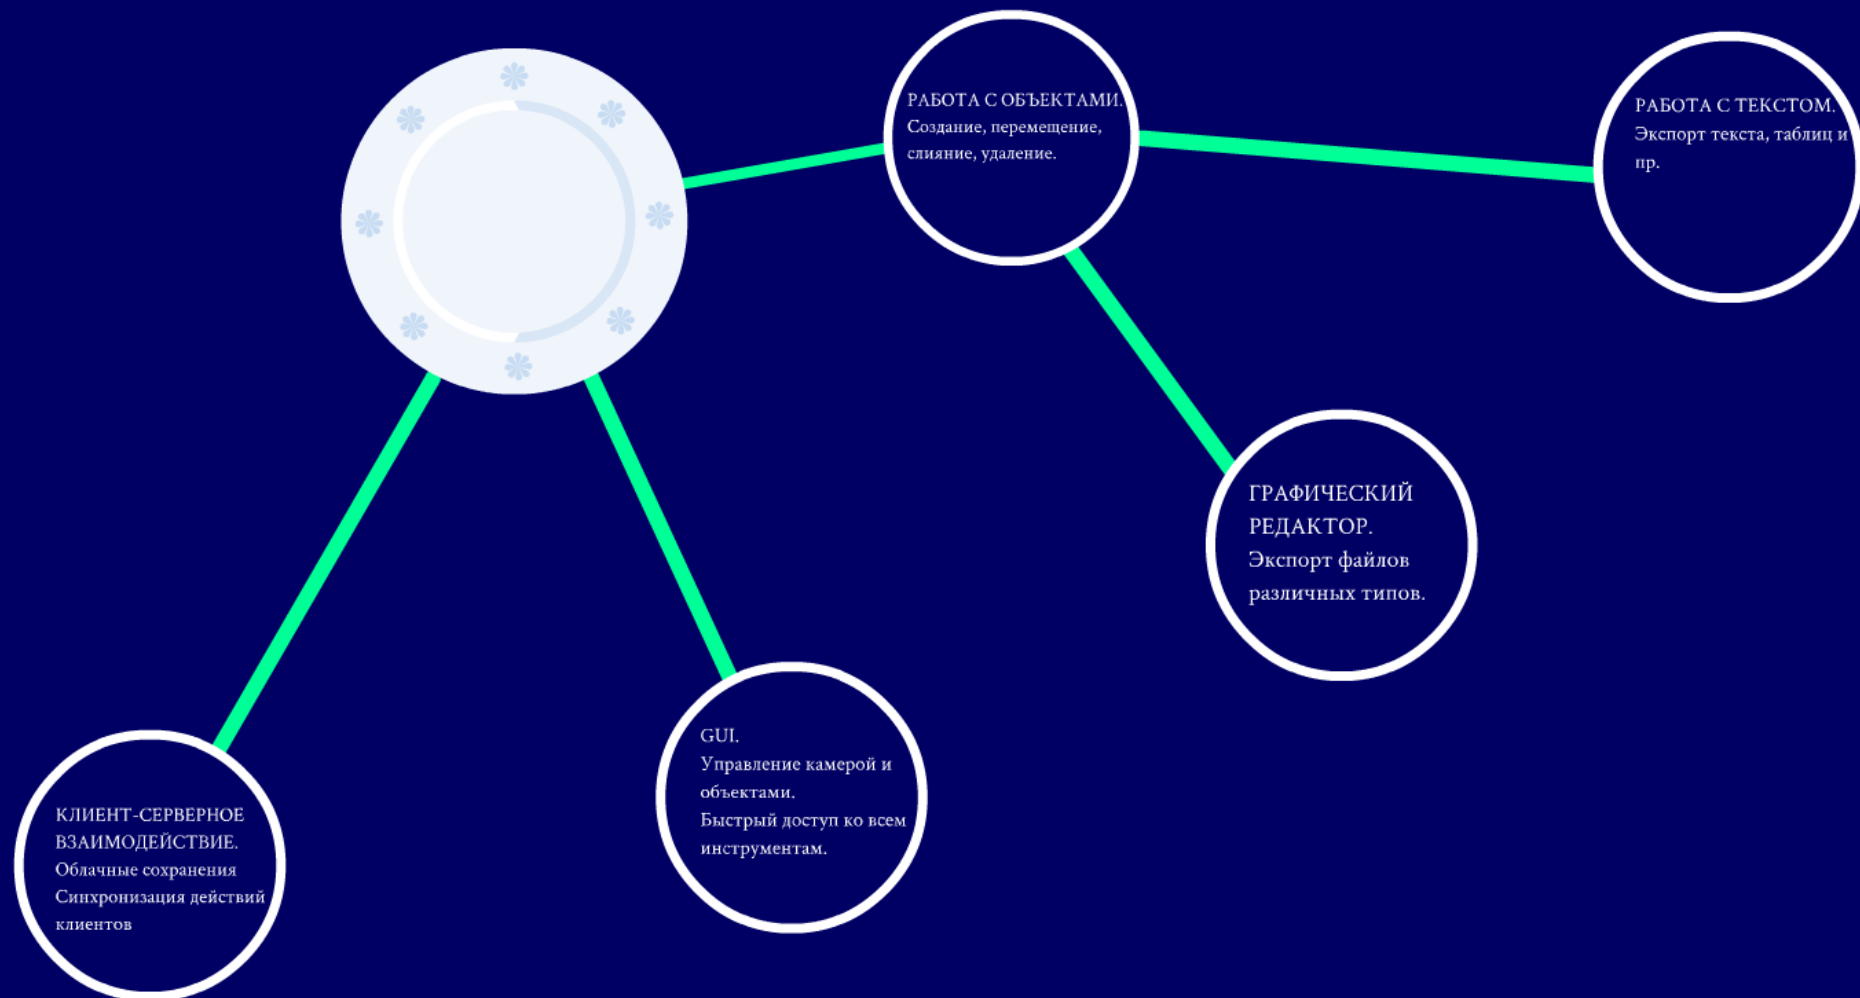 РАБОТА С ОБЪЕКТАМИ.
Создание, перемещение,
слияние, удаление.
РАБОТА С ТЕКСТОМ.
Экспорт текста, таблиц и
пр.
ГРАФИЧЕСКИЙ
РЕДАКТОР.
Экспорт файлов
различных типов.
GUI.
Управление камерой и
объектами.
Быстрый доступ ко всем
инструментам.
КЛИЕНТ-СЕРВЕРНОЕ
ВЗАИМОДЕЙСТВИЕ.
Облачные сохранения
Синхронизация действий
клиентов